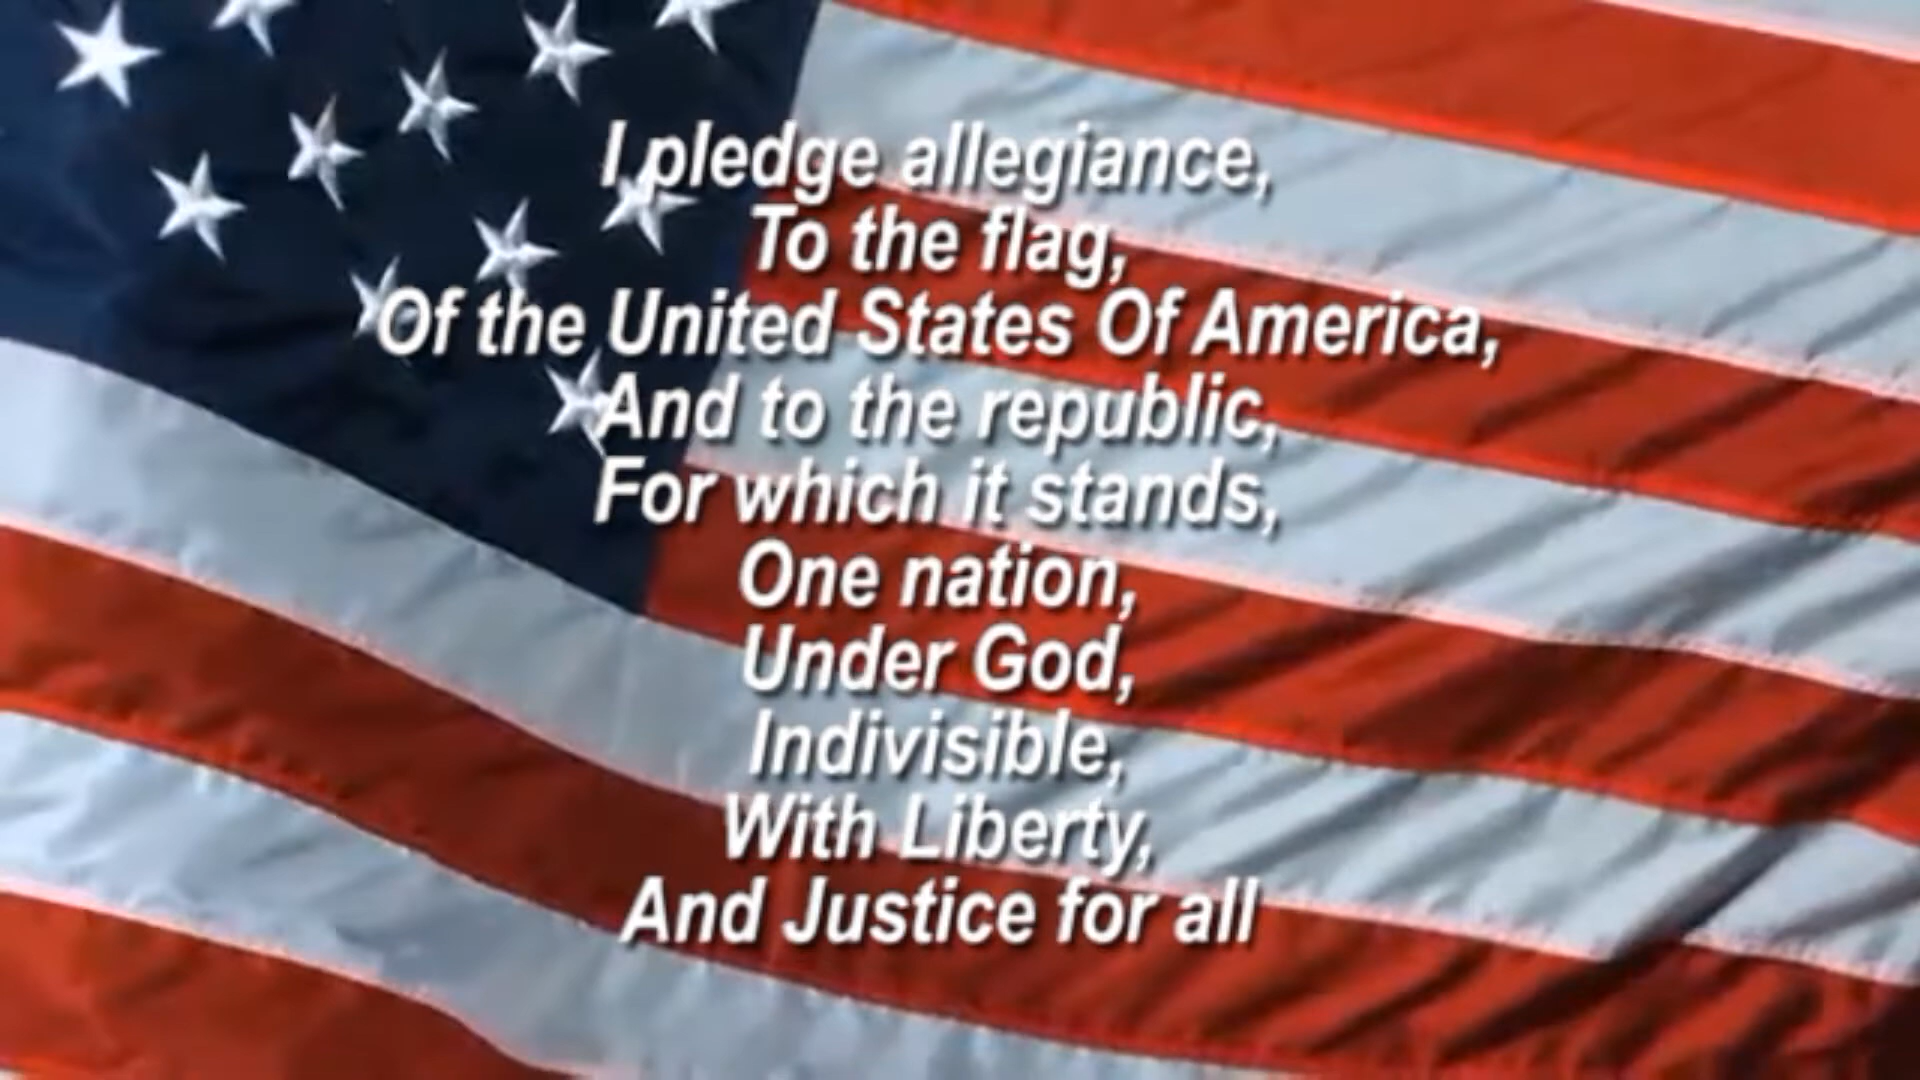 I pledge allegiance,
To the flag,
Of the United States Of America,
And to the republic,
For which it stands,
One nation,
Under God,
Indivisible,
With Liberty,
And Justice for all